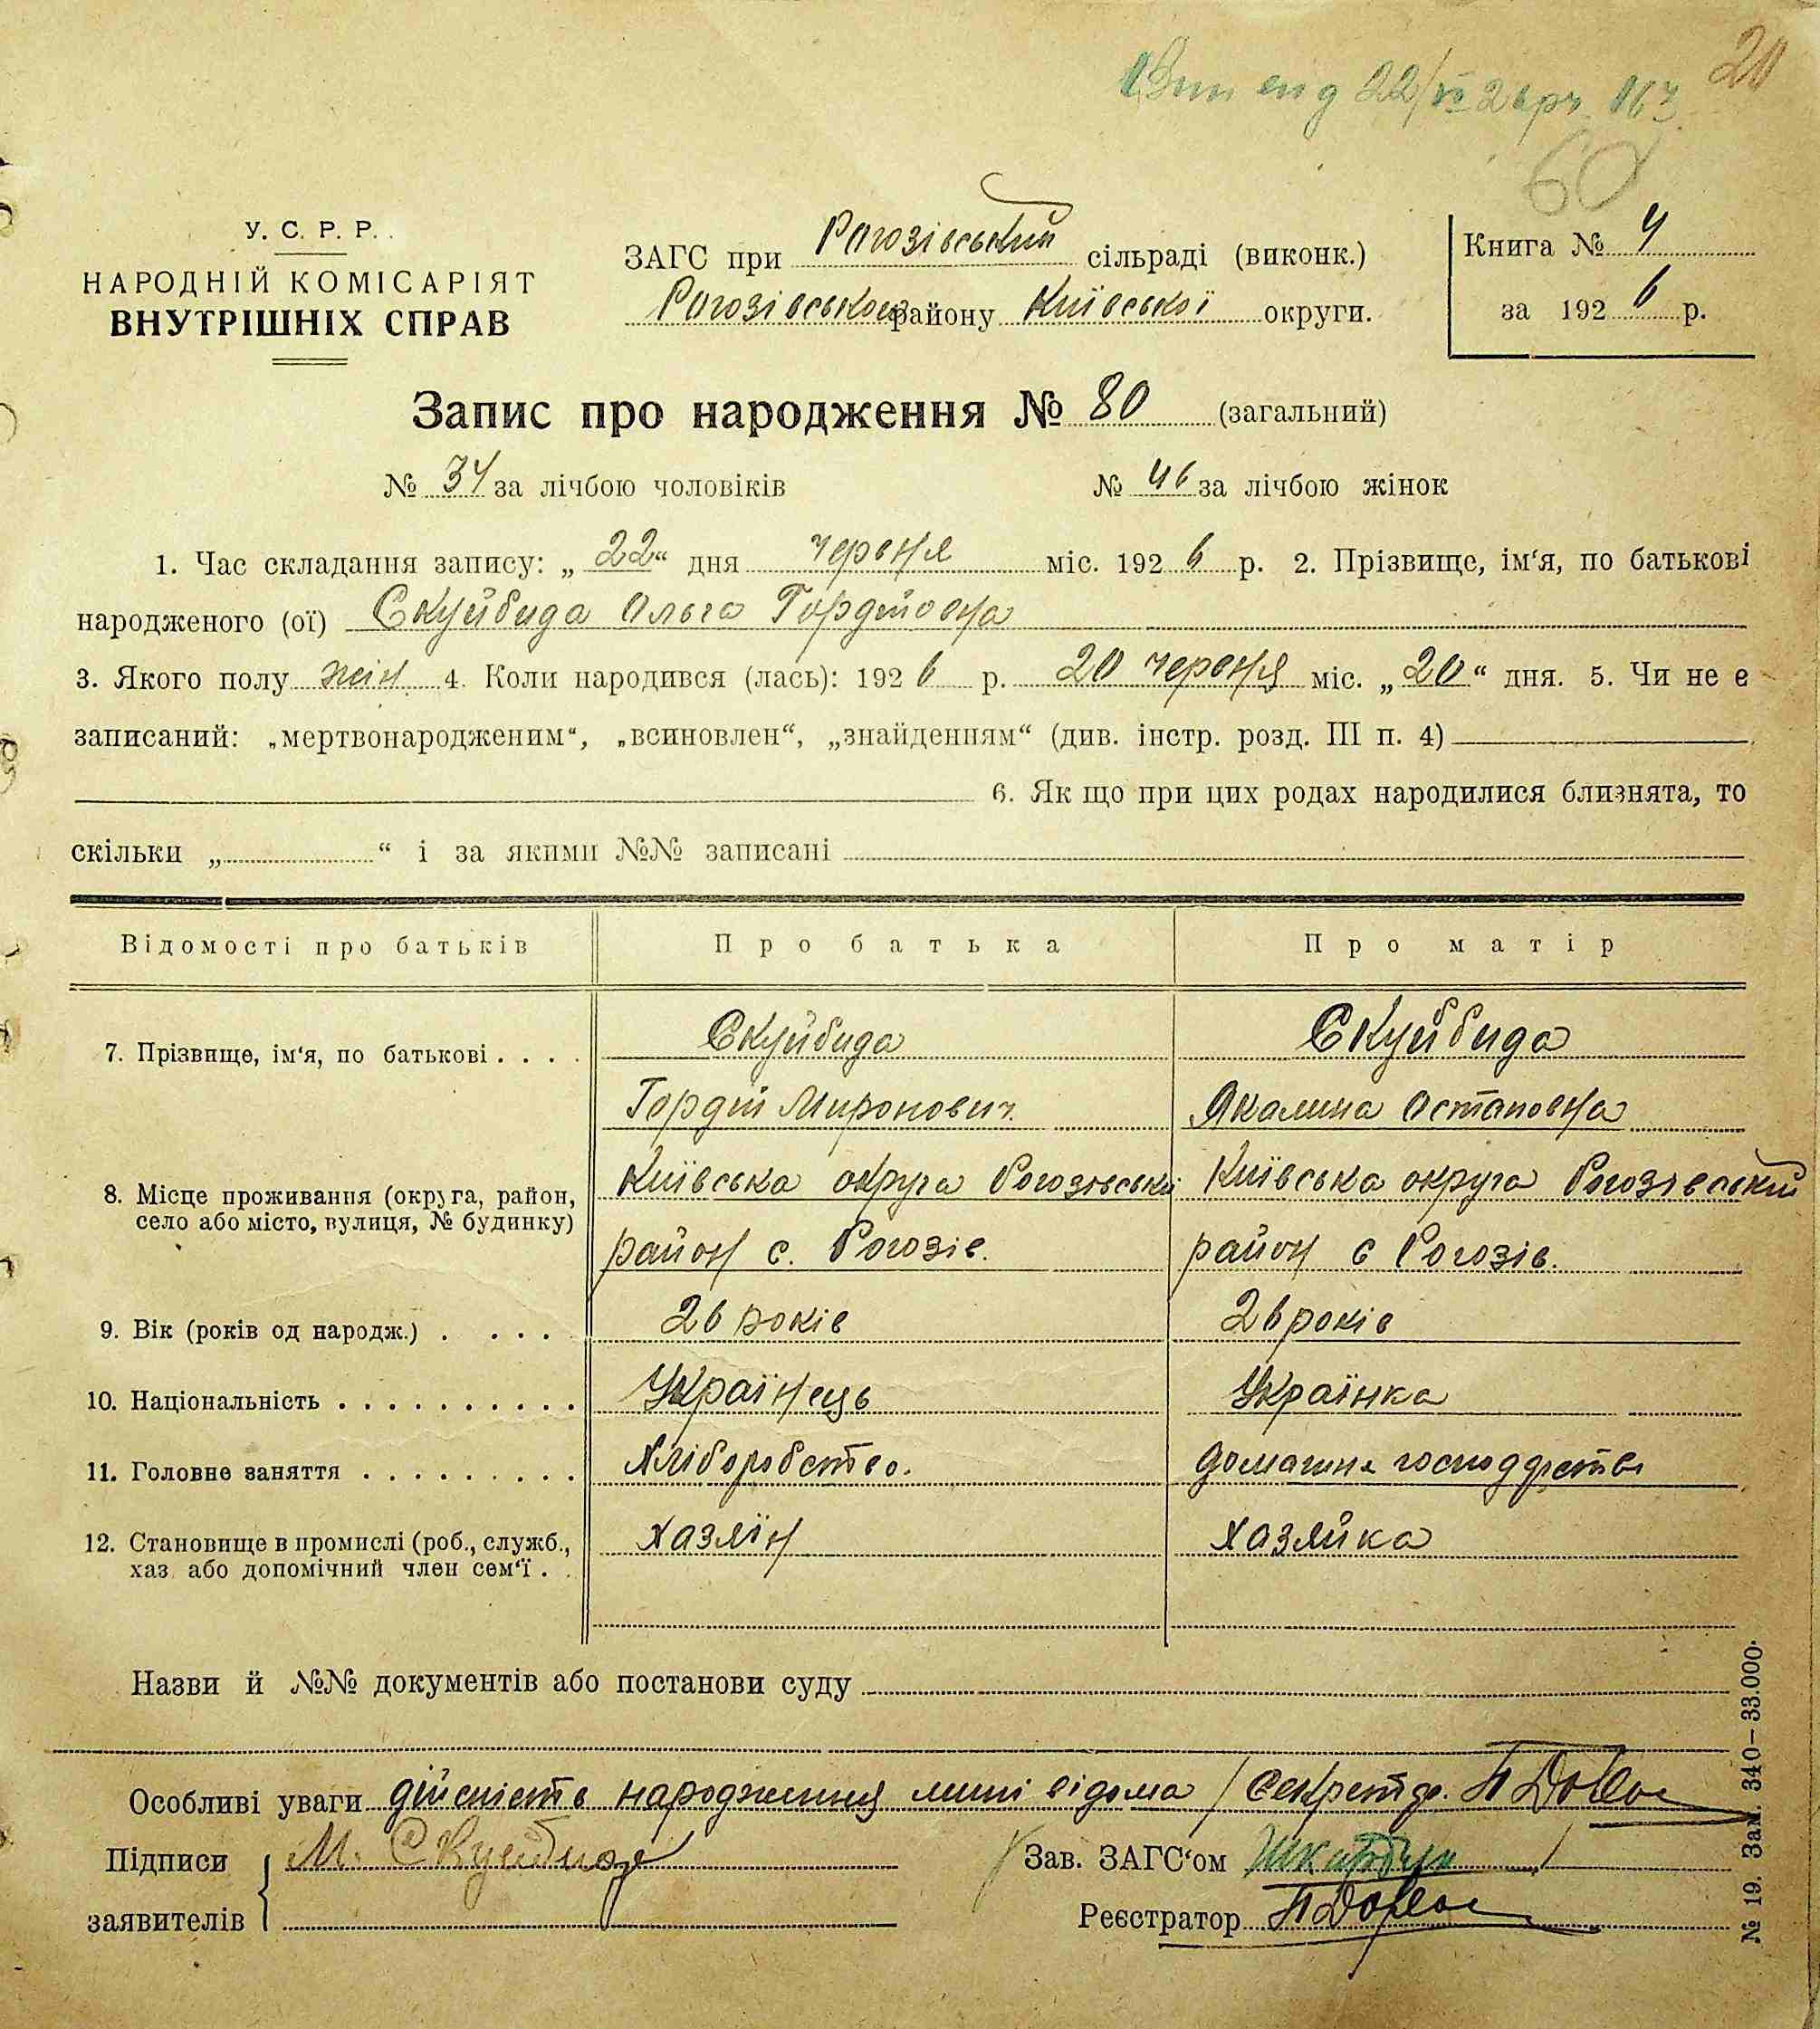 20
22/VI 26 р.
60
У. С. Р. Р.
НАРОДНІЙ КОМІСАРІЯТ
ВНУТРІШНІХ СПРАВ
ЗАГС при Рогозівський сільраді (виконк.)
Рогозівського району Київської округи.
Книга № 4
за 1926 р.
Запис про народження № 80 (загальний)
№ 34 за лічбою чоловіків № 46 за лічбою жінок
1. Час складання запису: „22“ дня червня міс. 1926 р. 2. Прізвище, ім‘я, по батькові
народженого (ої) Скуйбида Ольга Гордіївна
3. Якого полу жін. 4. Коли народився (лась): 1926 р. 20 червня міс. „20“ дня. 5. Чи не є
записаний: „мертвонародженим“, „всиновлен“, „знайденням“ (див. інстр. розд. III п. 4)
6. Як що при цих родах народилися близнята, то
скільки „ “ і за якими №№ записані
Відомості про батьків Про батька Про матір
7. Прізвище, ім‘я, по батькові . . . . Скуйбида Скуйбида
Гордій Миронович Якалина Остаповна
8. Місце проживання (округа, район, Київська округа Рогозівський Київська округа Рогозівський
село або місто, вулиця, № будинку) район с. Рогозів. район с Рогозів.
9. Вік (років од народж.) . . . . . 26 років 26 років
10. Національність . . . . . . . . . . Українець Українка
11. Головне заняття . . . . . . . . . Хліборобство. домашнє господарство
12. Становище в промислі (роб., служб., хазяїн хазяйка
хаз. або допомічний член сем‘ї . .
Назви й №№ документів або постанови суду
Особливі уваги дійсність народження мині відома / Секретар.
Підписи М. Скуйбида Зав. ЗАГС‘ом
заявителів Реєстратор
№ 19. Зам. 340—33.000.